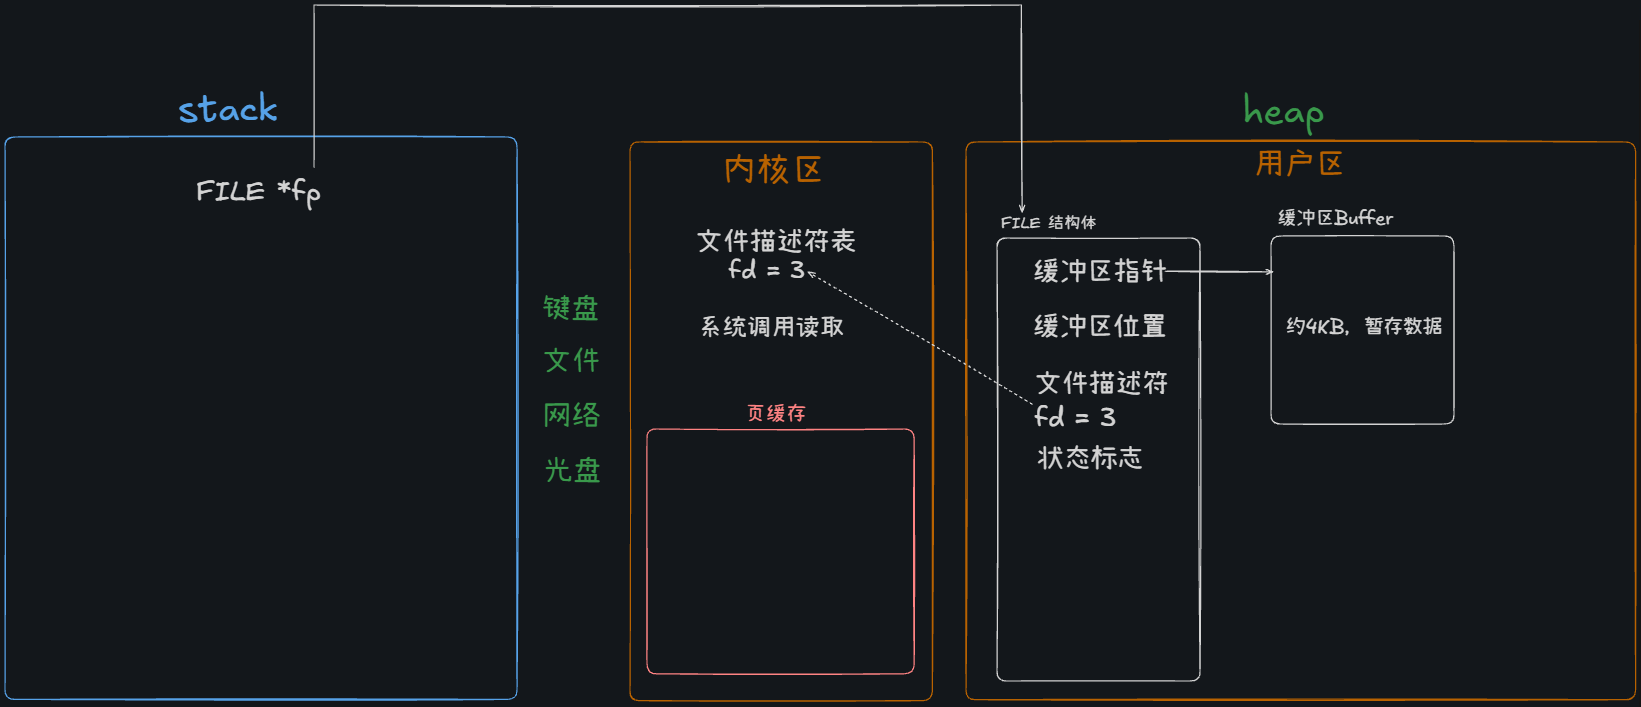 stack
FILE *fp
键盘
文件
网络
光盘
内核区
文件描述符表
fd = 3
系统调用读取
页缓存
heap
用户区
FILE 结构体
缓冲区指针
缓冲区位置
文件描述符
fd = 3
状态标志
缓冲区Buffer
约4KB，暂存数据